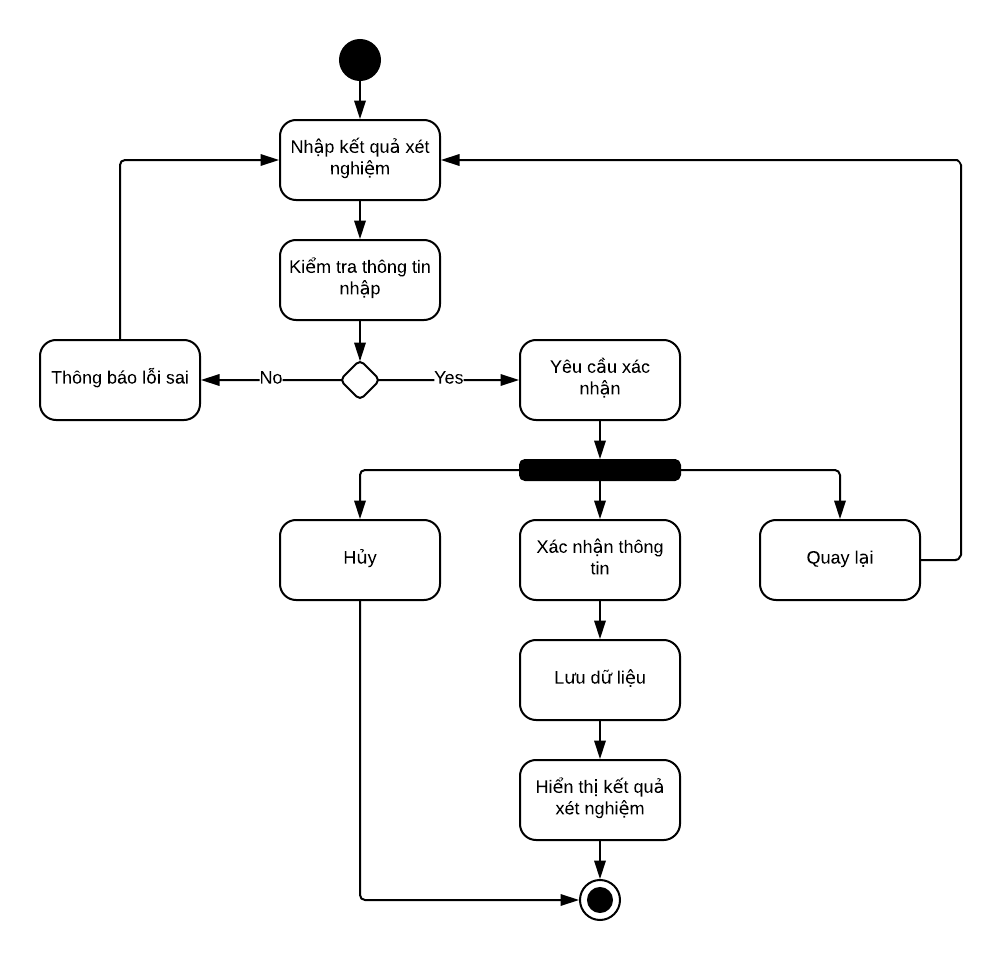 Nhập kết quả xét
nghiệm
Kiểm tra thông tin
nhập
Thông báo lỗi sai
No
Yes
Yêu cầu xác
nhận
Hủy
Xác nhận thông
tin
Quay lại
Lưu dữ liệu
Hiển thị kết quả
xét nghiệm